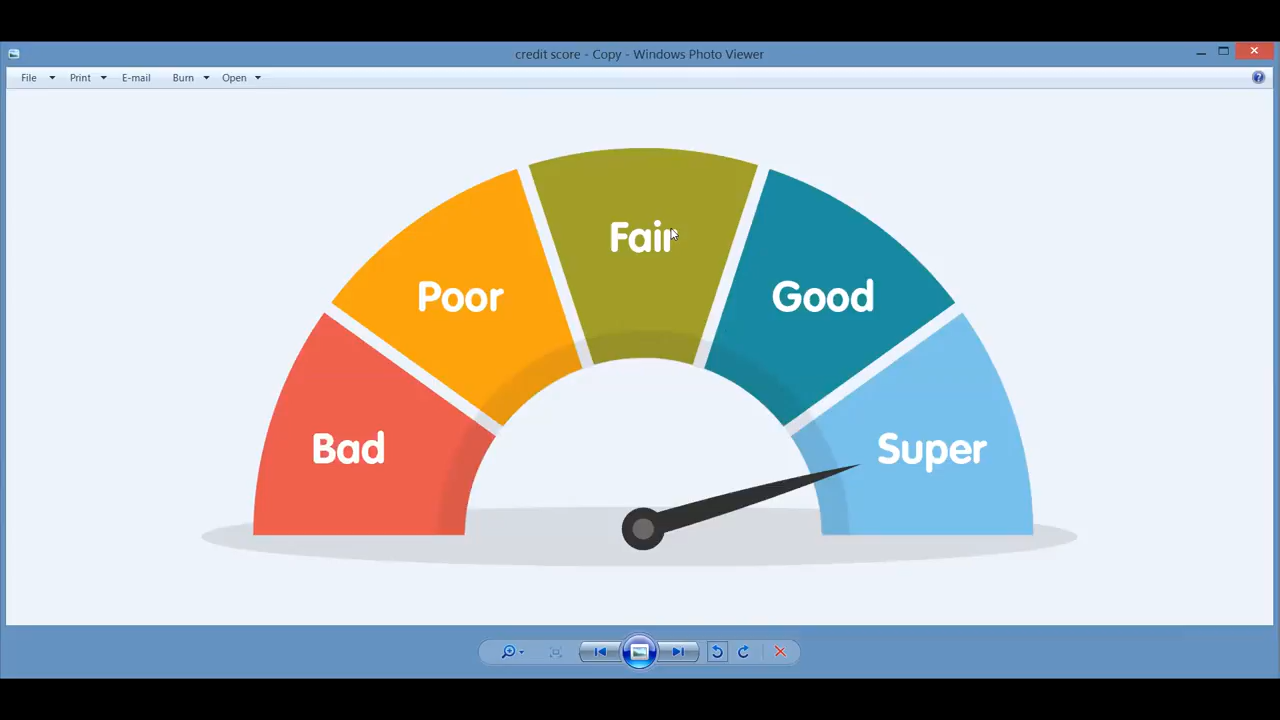 credit score - Copy - Windows Photo Viewer
File Print E-mail Burn Open
Fair
Poor
Good
Bad
Super